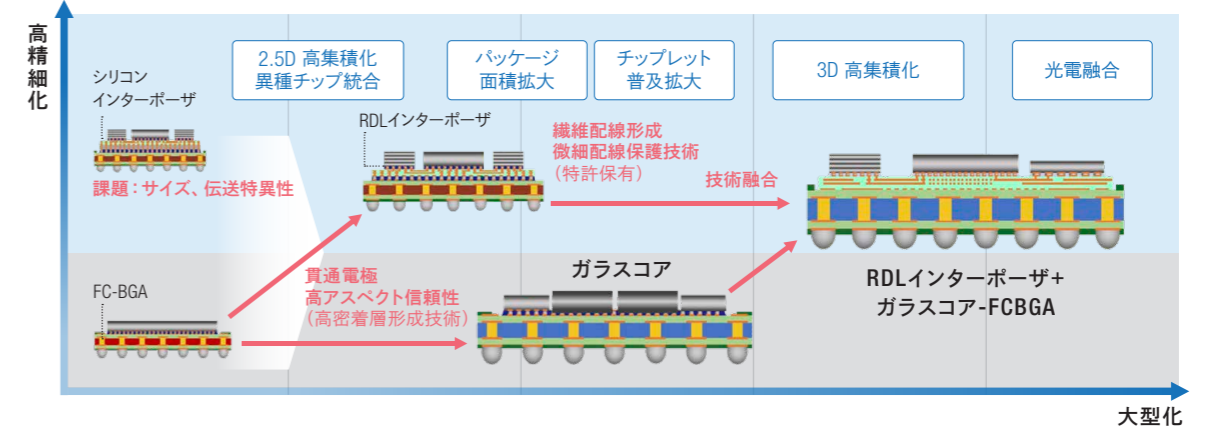 高精細化
2.5D 高集積化
異種チップ統合
パッケージ
面積拡大
チップレット
普及拡大
3D 高集積化
光電融合
シリコン
インターポーザ
課題：サイズ、伝送特異性
RDLインターポーザ
繊維配線形成
微細配線保護技術
（特許保有）
技術融合
FC-BGA
貫通電極
高アスペクト信頼性
（高密着層形成技術）
ガラスコア
RDLインターポーザ+
ガラスコア-FCBGA
大型化